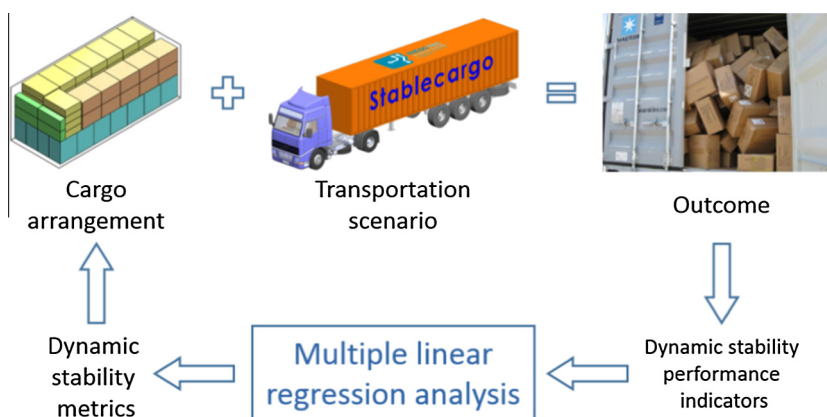 Stablecargo
Cargo
arrangement
Transportation
scenario
Outcome
Dynamic
stability
metrics
Multiple linear
regression analysis
Dynamic stability
performance
indicators